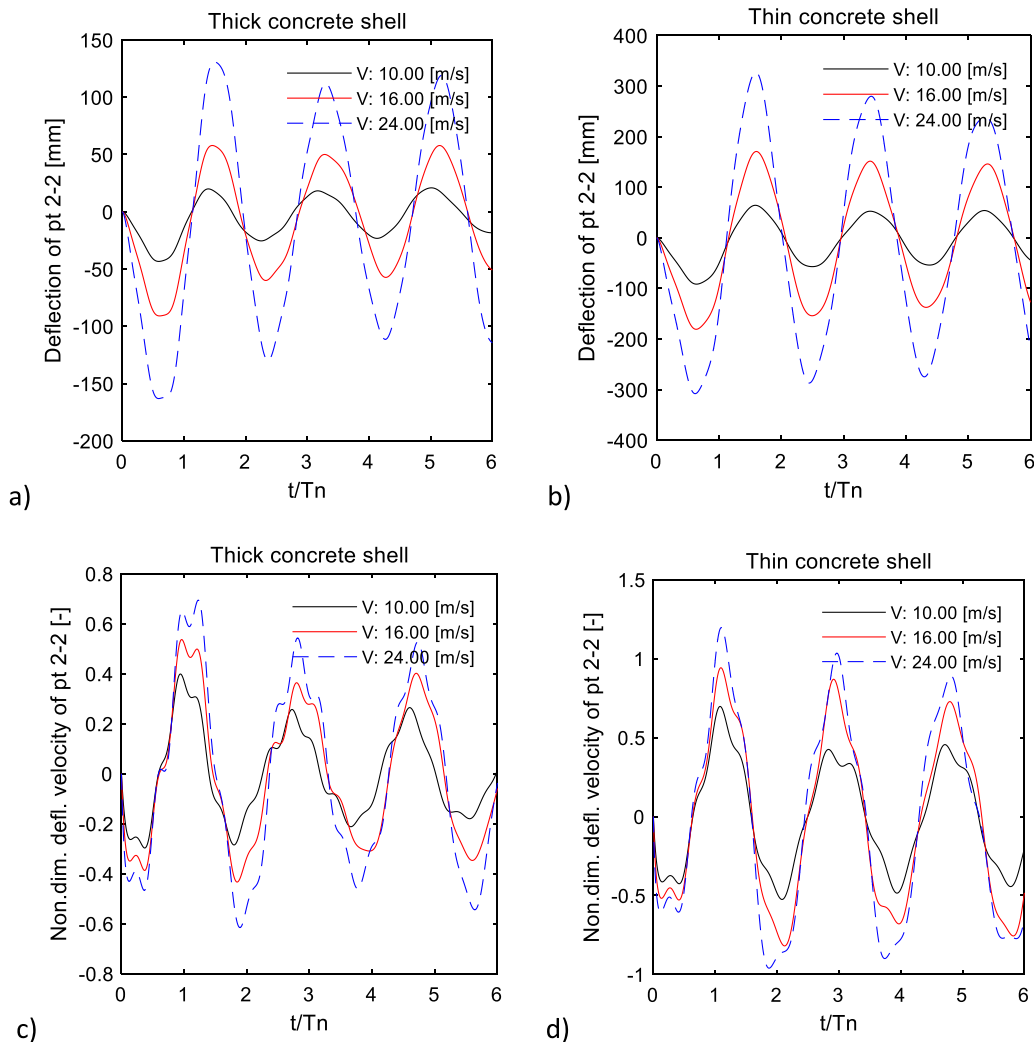 Thick concrete shell
150
100
50
0
-50
-100
-150
-200
Deflection of pt 2-2 [mm]
V: 10.00 [m/s]
V: 16.00 [m/s]
V: 24.00 [m/s]
0 1 2 3 4 5 6
t/Tn
a)
Thin concrete shell
400
300
200
100
0
-100
-200
-300
-400
Deflection of pt 2-2 [mm]
V: 10.00 [m/s]
V: 16.00 [m/s]
V: 24.00 [m/s]
0 1 2 3 4 5 6
t/Tn
b)
Thick concrete shell
0.8
0.6
0.4
0.2
0
-0.2
-0.4
-0.6
-0.8
Non.dim. defl. velocity of pt 2-2 [-]
V: 10.00 [m/s]
V: 16.00 [m/s]
V: 24.00 [m/s]
0 1 2 3 4 5 6
t/Tn
c)
Thin concrete shell
1.5
1
0.5
0
-0.5
-1
Non.dim. defl. velocity of pt 2-2 [-]
V: 10.00 [m/s]
V: 16.00 [m/s]
V: 24.00 [m/s]
0 1 2 3 4 5 6
t/Tn
d)